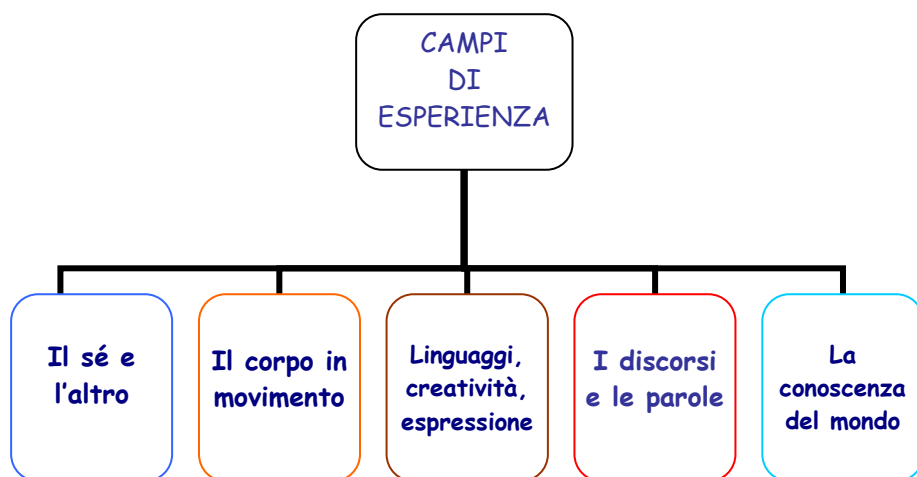 CAMPI
DI
ESPERIENZA
Il sé e
l'altro
Il corpo in
movimento
Linguaggi,
creatività,
espressione
I discorsi
e le parole
La
conoscenza
del mondo